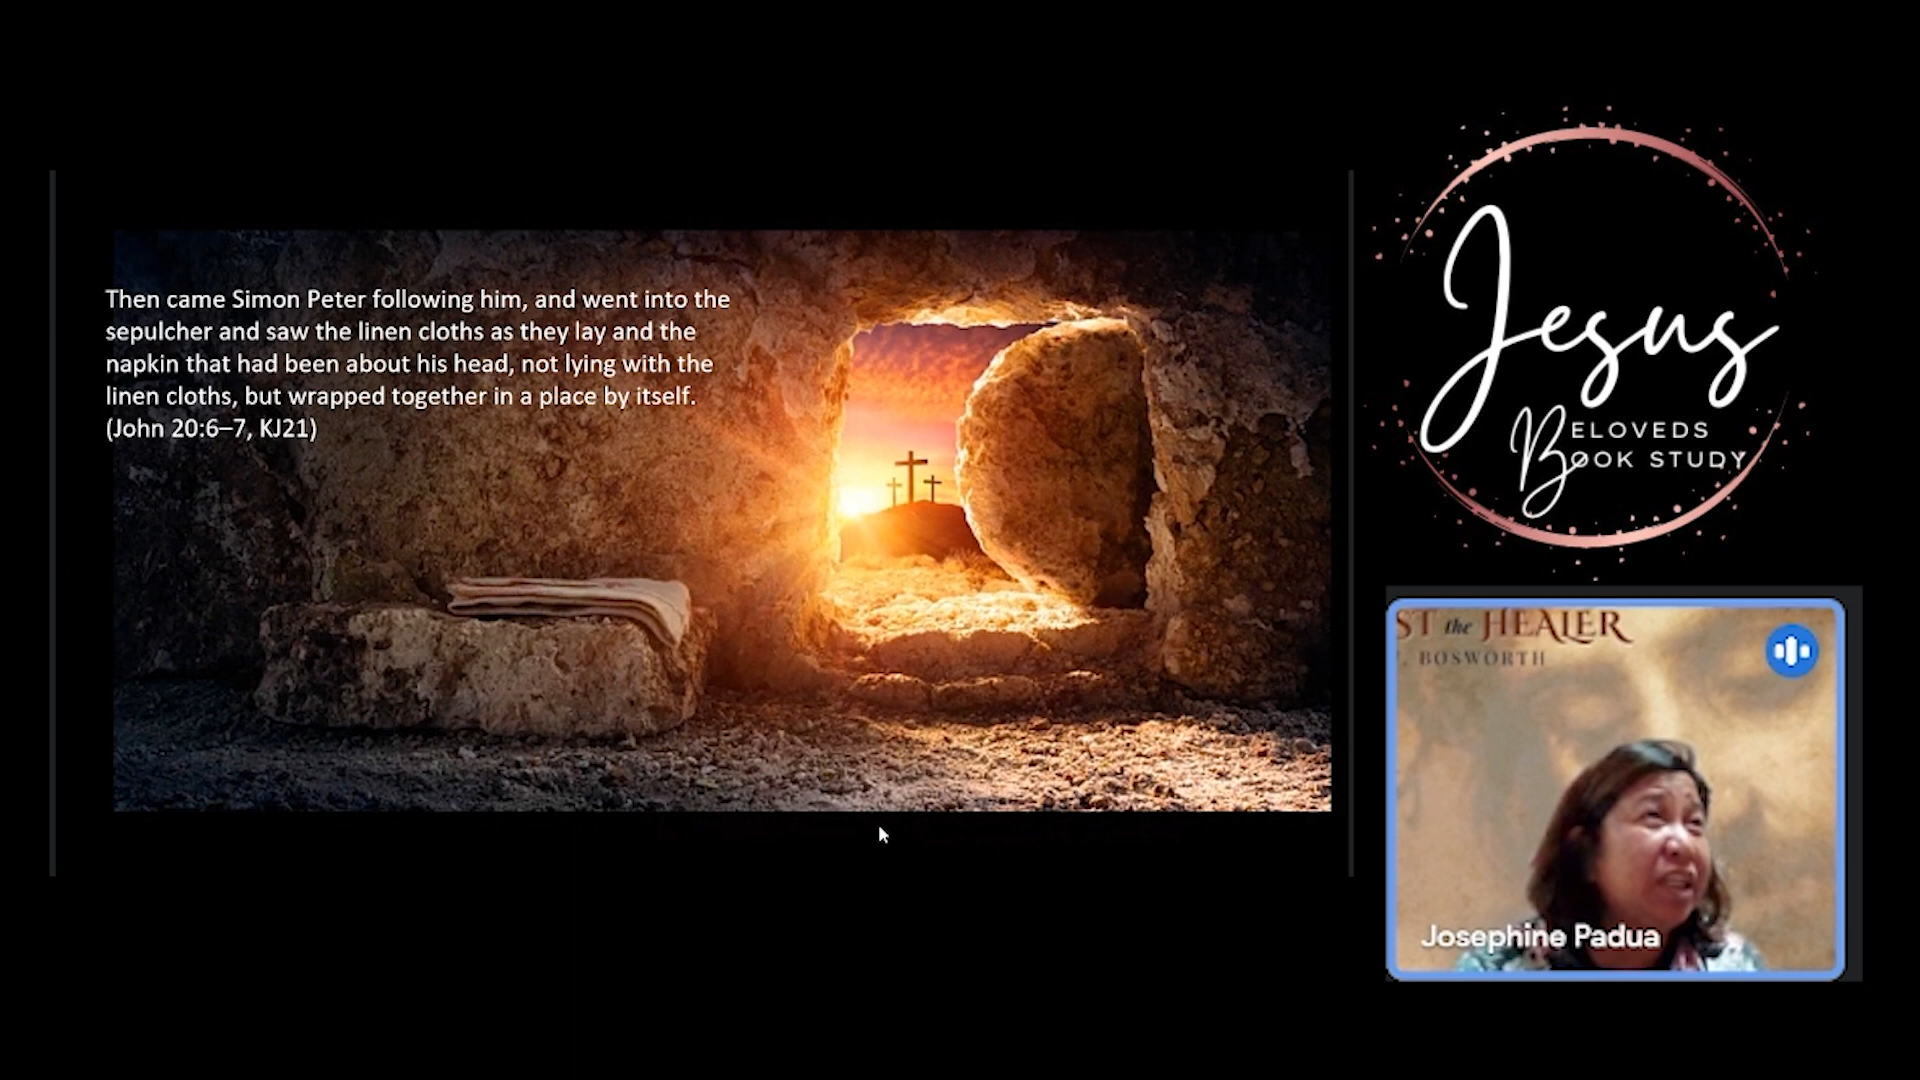 Then came Simon Peter following him, and went into the
sepulcher and saw the linen cloths as they lay and the
napkin that had been about his head, not lying with the
linen cloths, but wrapped together in a place by itself.
(John 20:6–7, KJ21)
Jesus
BELOVEDS
BOOK STUDY
ST the HEALER
. BOSWORTH
Josephine Padua